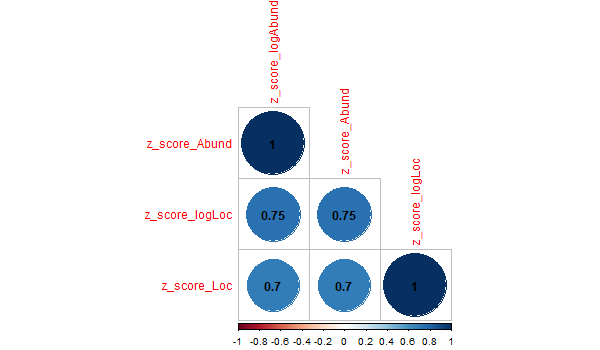 z_score_logAbund
z_score_Abund
1
z_score_Abund
z_score_logLoc
0.75
0.75
z_score_logLoc
z_score_Loc
0.7
0.7
1
-1 -0.8 -0.6 -0.4 -0.2 0 0.2 0.4 0.6 0.8 1